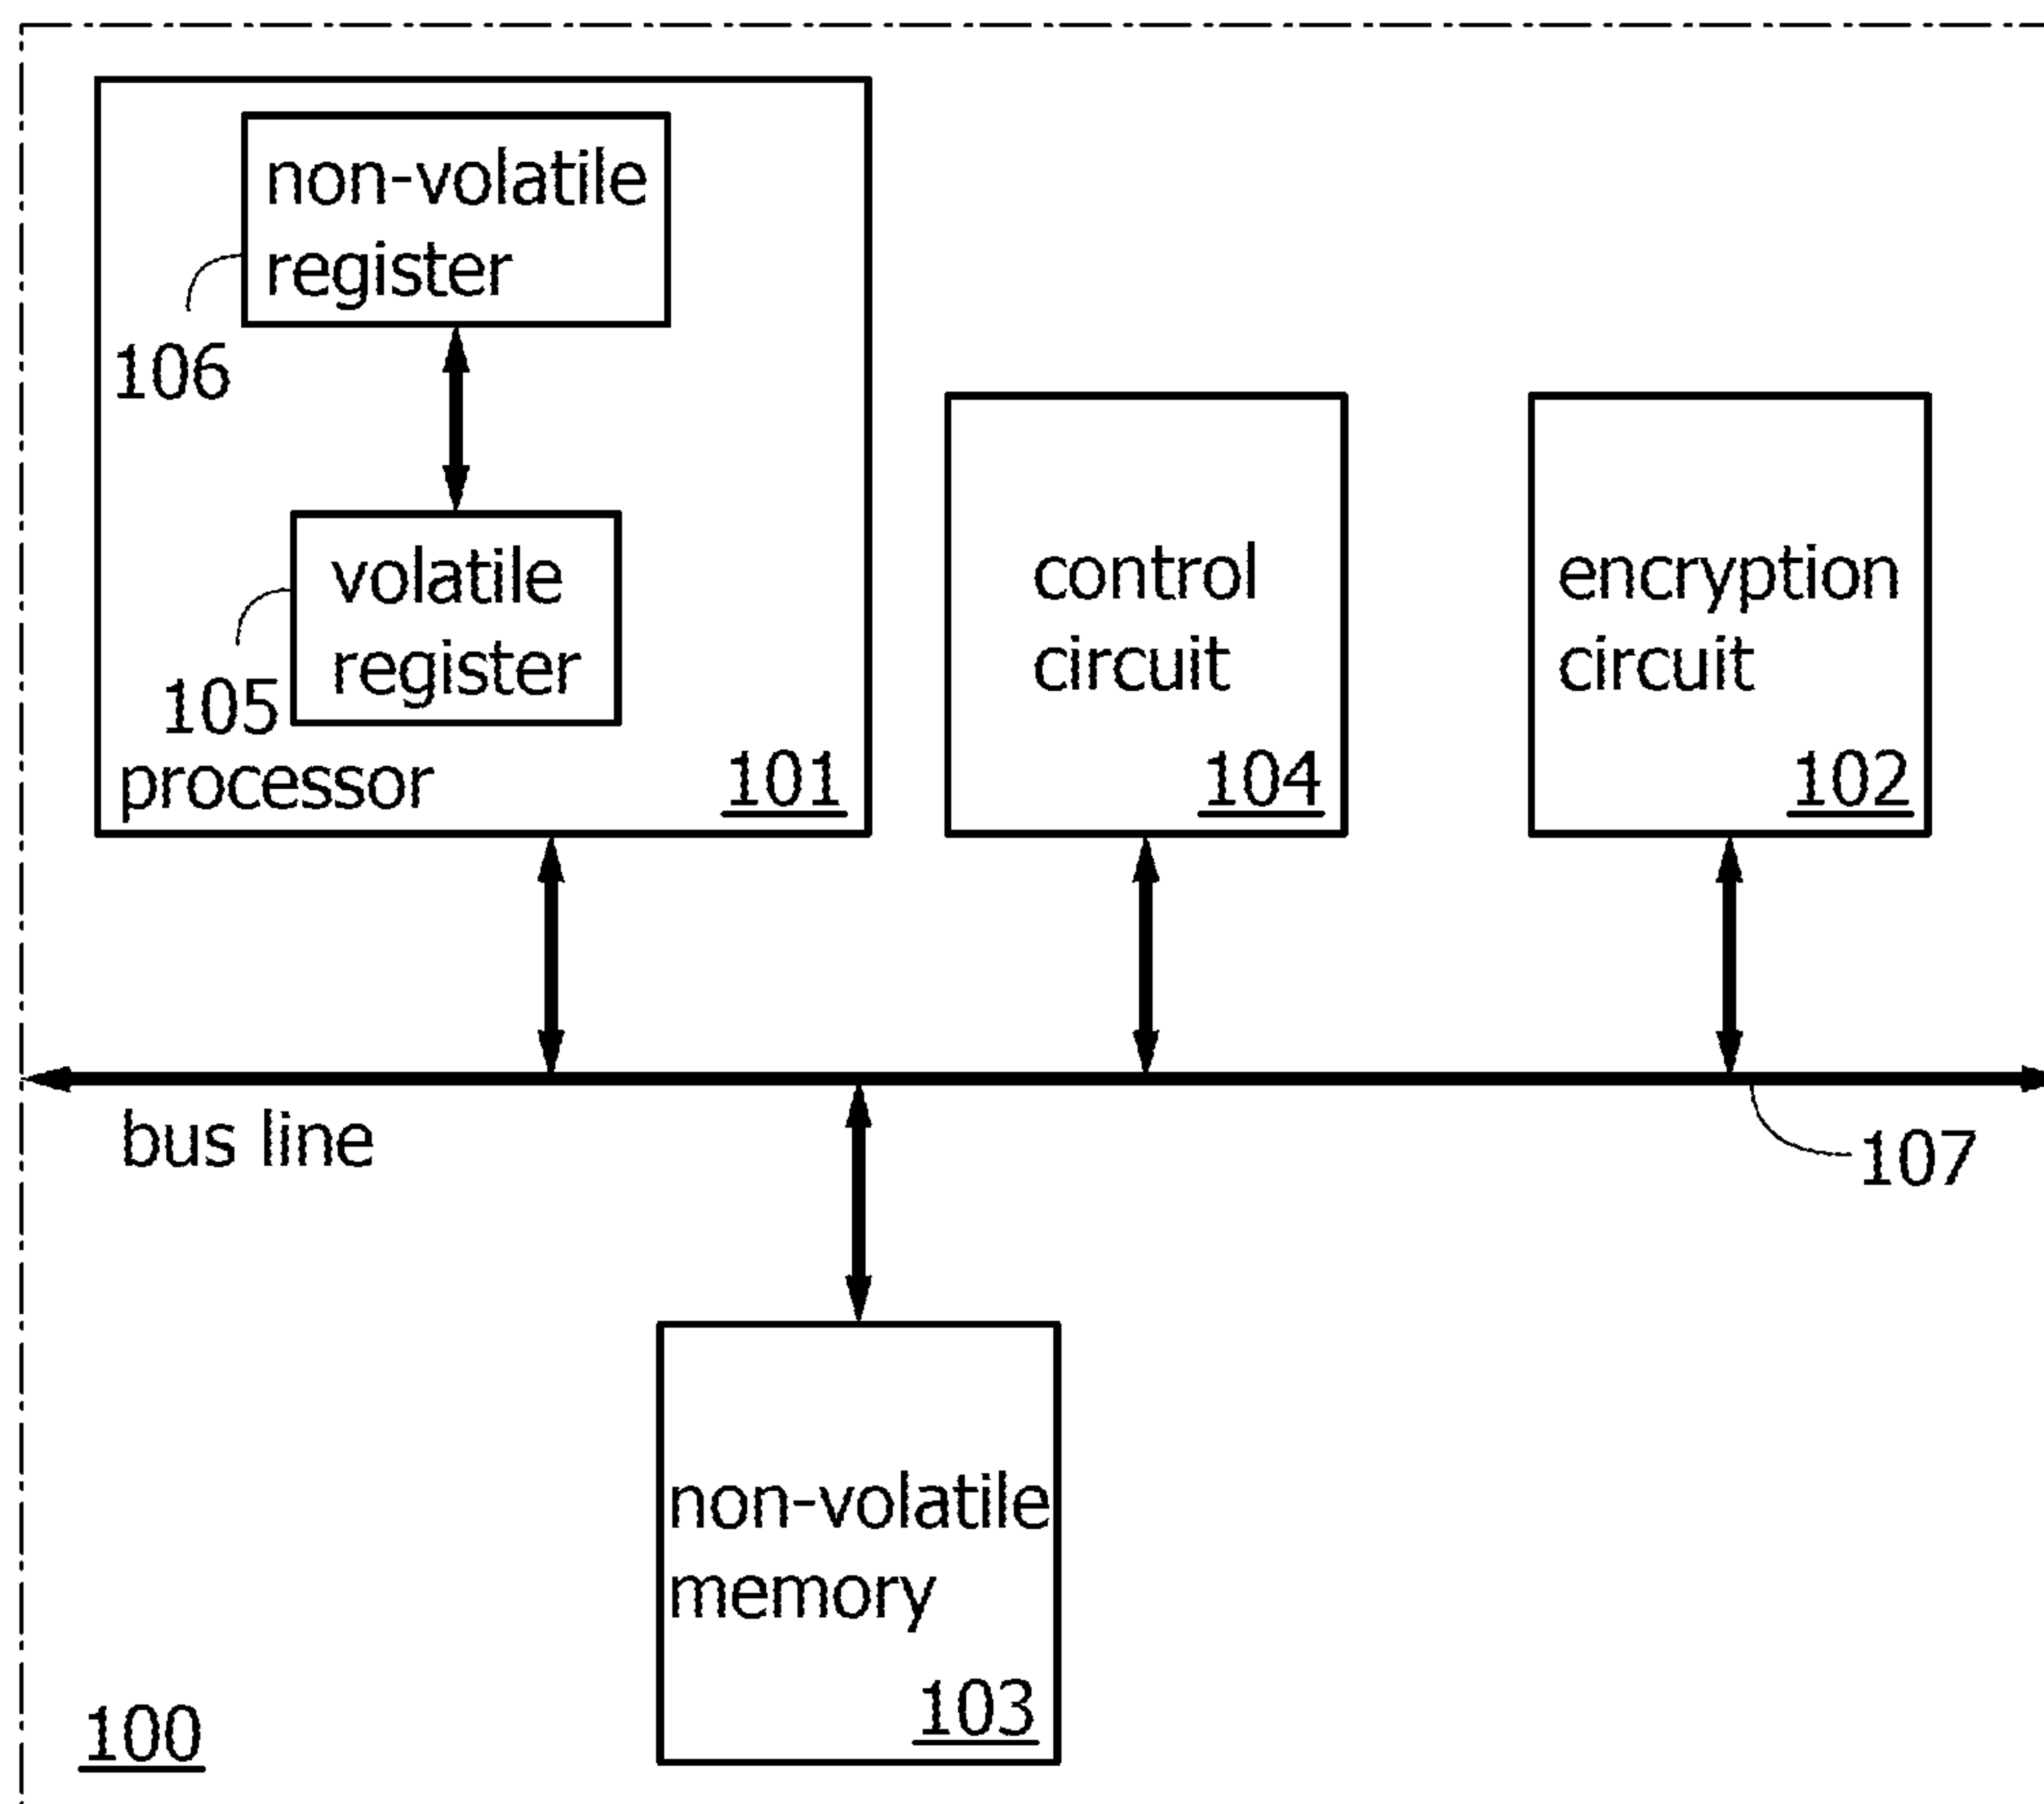 non-volatile
register
106
volatile
register
105
processor
101
control
circuit
104
encryption
circuit
102
bus line
107
non-volatile
memory
103
100